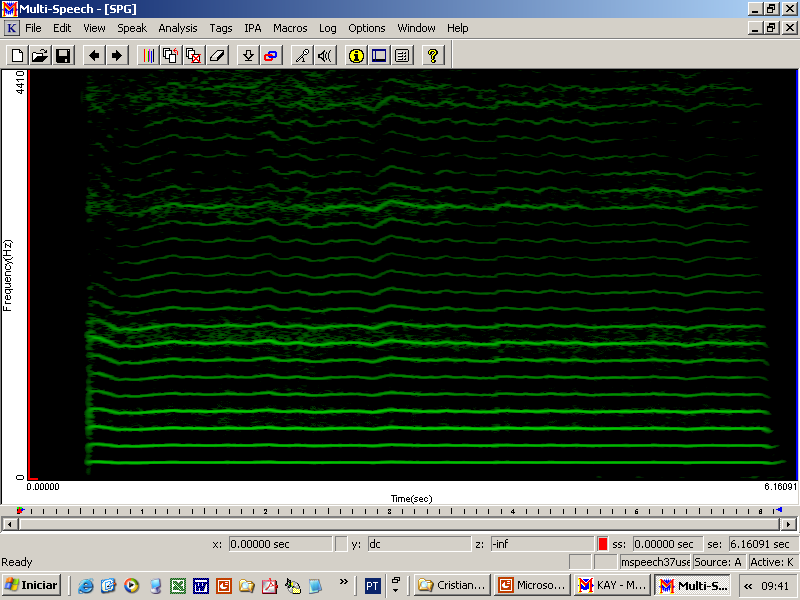 Multi-Speech - [SPG]
K File Edit View Speak Analysis Tags IPA Macros Log Options Window Help
4410
Frequency(Hz)
0
0.00000
6.16091
Time(sec)
1 2 3 4 5 6
x: 0.00000 sec y: dc z: -inf ss: 0.00000 sec se: 6.16091 sec
Ready mspeech37use Source: A Active: K
Iniciar » PT Cristian... Microso... KAY - M... Multi-S... « 09:41